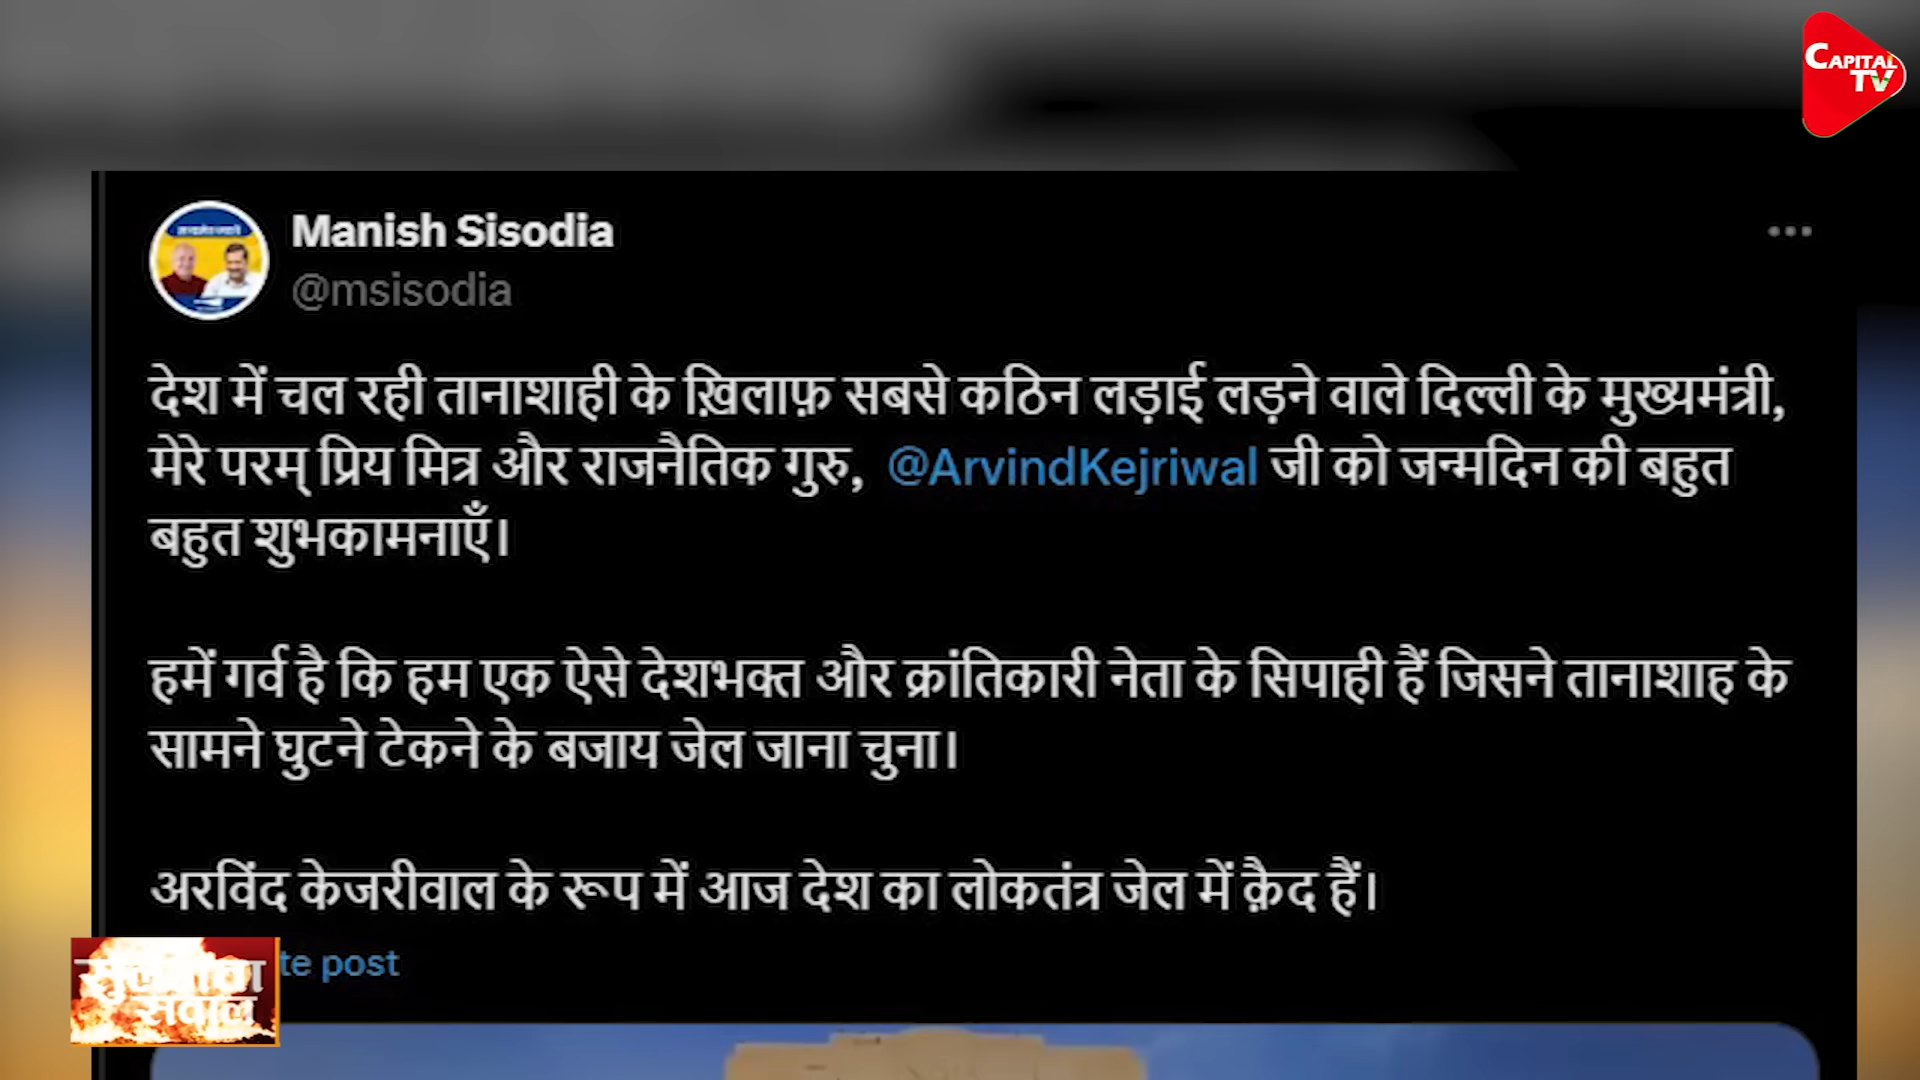 CAPITAL
TV
Manish Sisodia
@msisodia
देश में चल रही तानाशाही के ख़िलाफ़ सबसे कठिन लड़ाई लड़ने वाले दिल्ली के मुख्यमंत्री,
मेरे परम् प्रिय मित्र और राजनैतिक गुरु, @ArvindKejriwal जी को जन्मदिन की बहुत
बहुत शुभकामनाएँ।
हमें गर्व है कि हम एक ऐसे देशभक्त और क्रांतिकारी नेता के सिपाही हैं जिसने तानाशाह के
सामने घुटने टेकने के बजाय जेल जाना चुना।
अरविंद केजरीवाल के रूप में आज देश का लोकतंत्र जेल में क़ैद हैं।
te post
सवाल